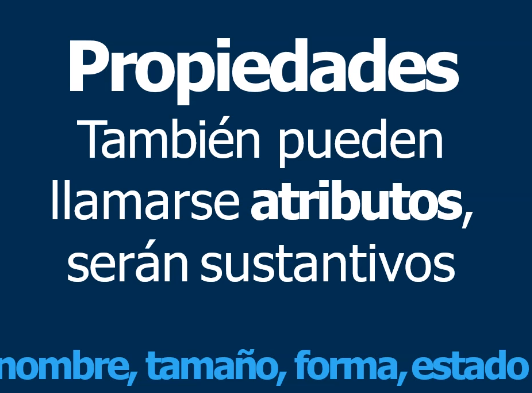 Propiedades
También pueden
llamarse atributos,
serán sustantivos
nombre, tamaño, forma, estado